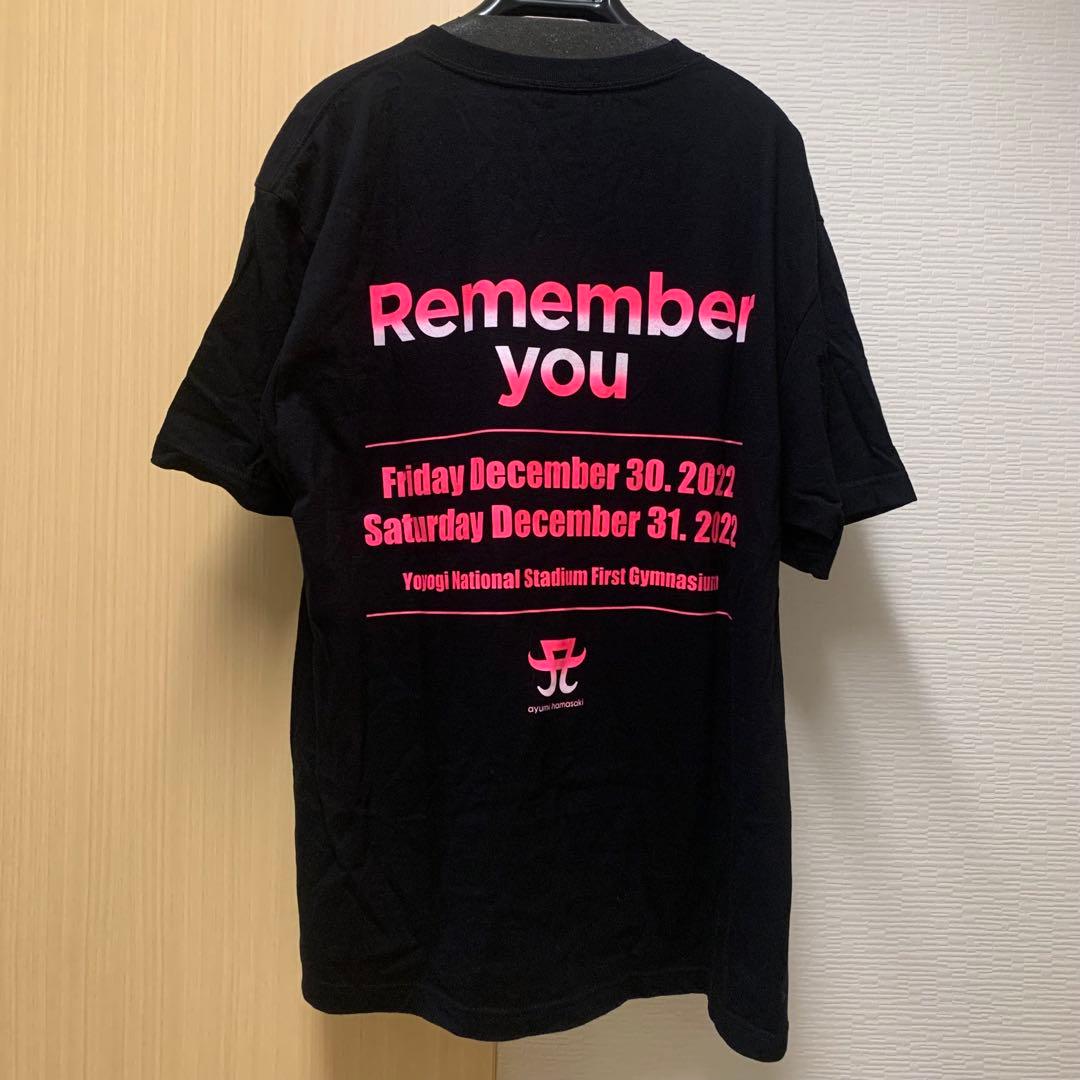 Remember
you
Friday December 30. 2022
Saturday December 31. 2022
Yoyogi National Stadium First Gymnasium
ayumi hamasaki